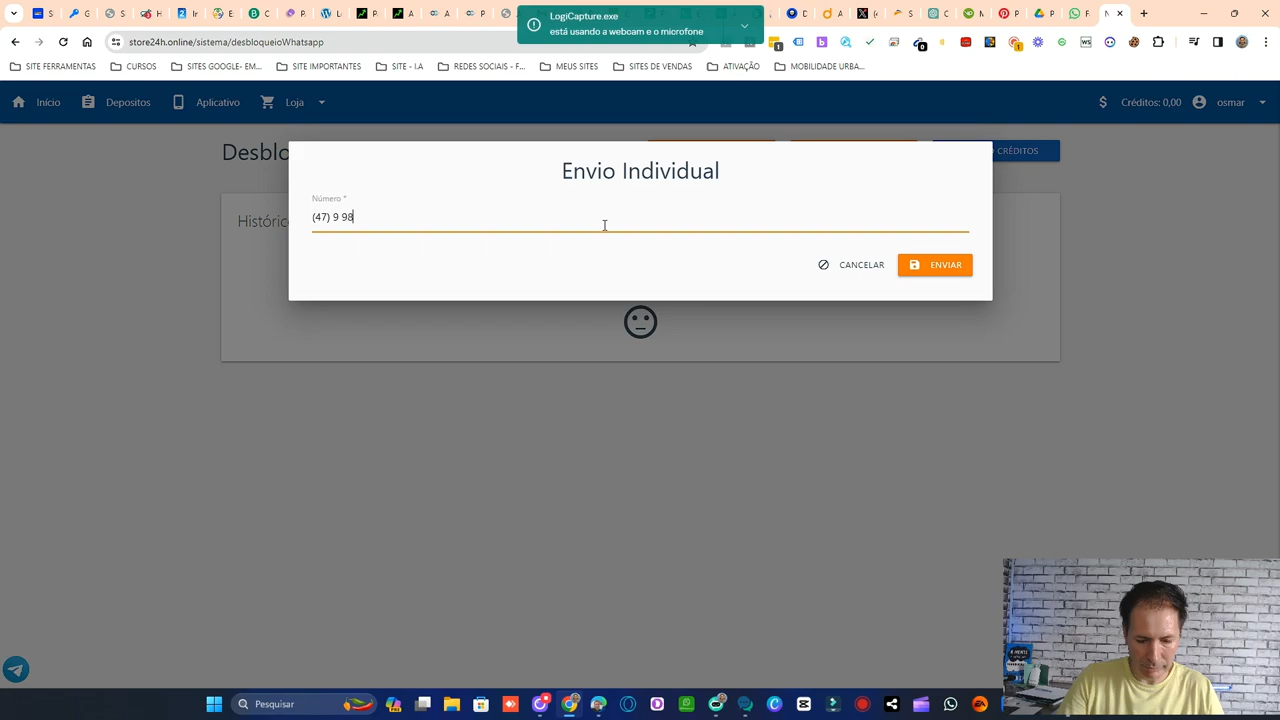 LogiCapture.exe
está usando a webcam e o microfone
store24h.online/sistema/desbloqueioWhatsapp
SITE FERRAMENTAS
CURSOS
SITES GOOGLE- EM...
SITE IMPORTANTES
SITE - I.A
REDES SOCIAIS - F...
MEUS SITES
SITES DE VENDAS
ATIVAÇÃO
MOBILIDADE URBA...
Início
Depositos
Aplicativo
Loja
Créditos: 0,00
osmar
Desblo
CRÉDITOS
Históric
Envio Individual
Número *
(47) 9 98
CANCELAR
ENVIAR
Pesquisar